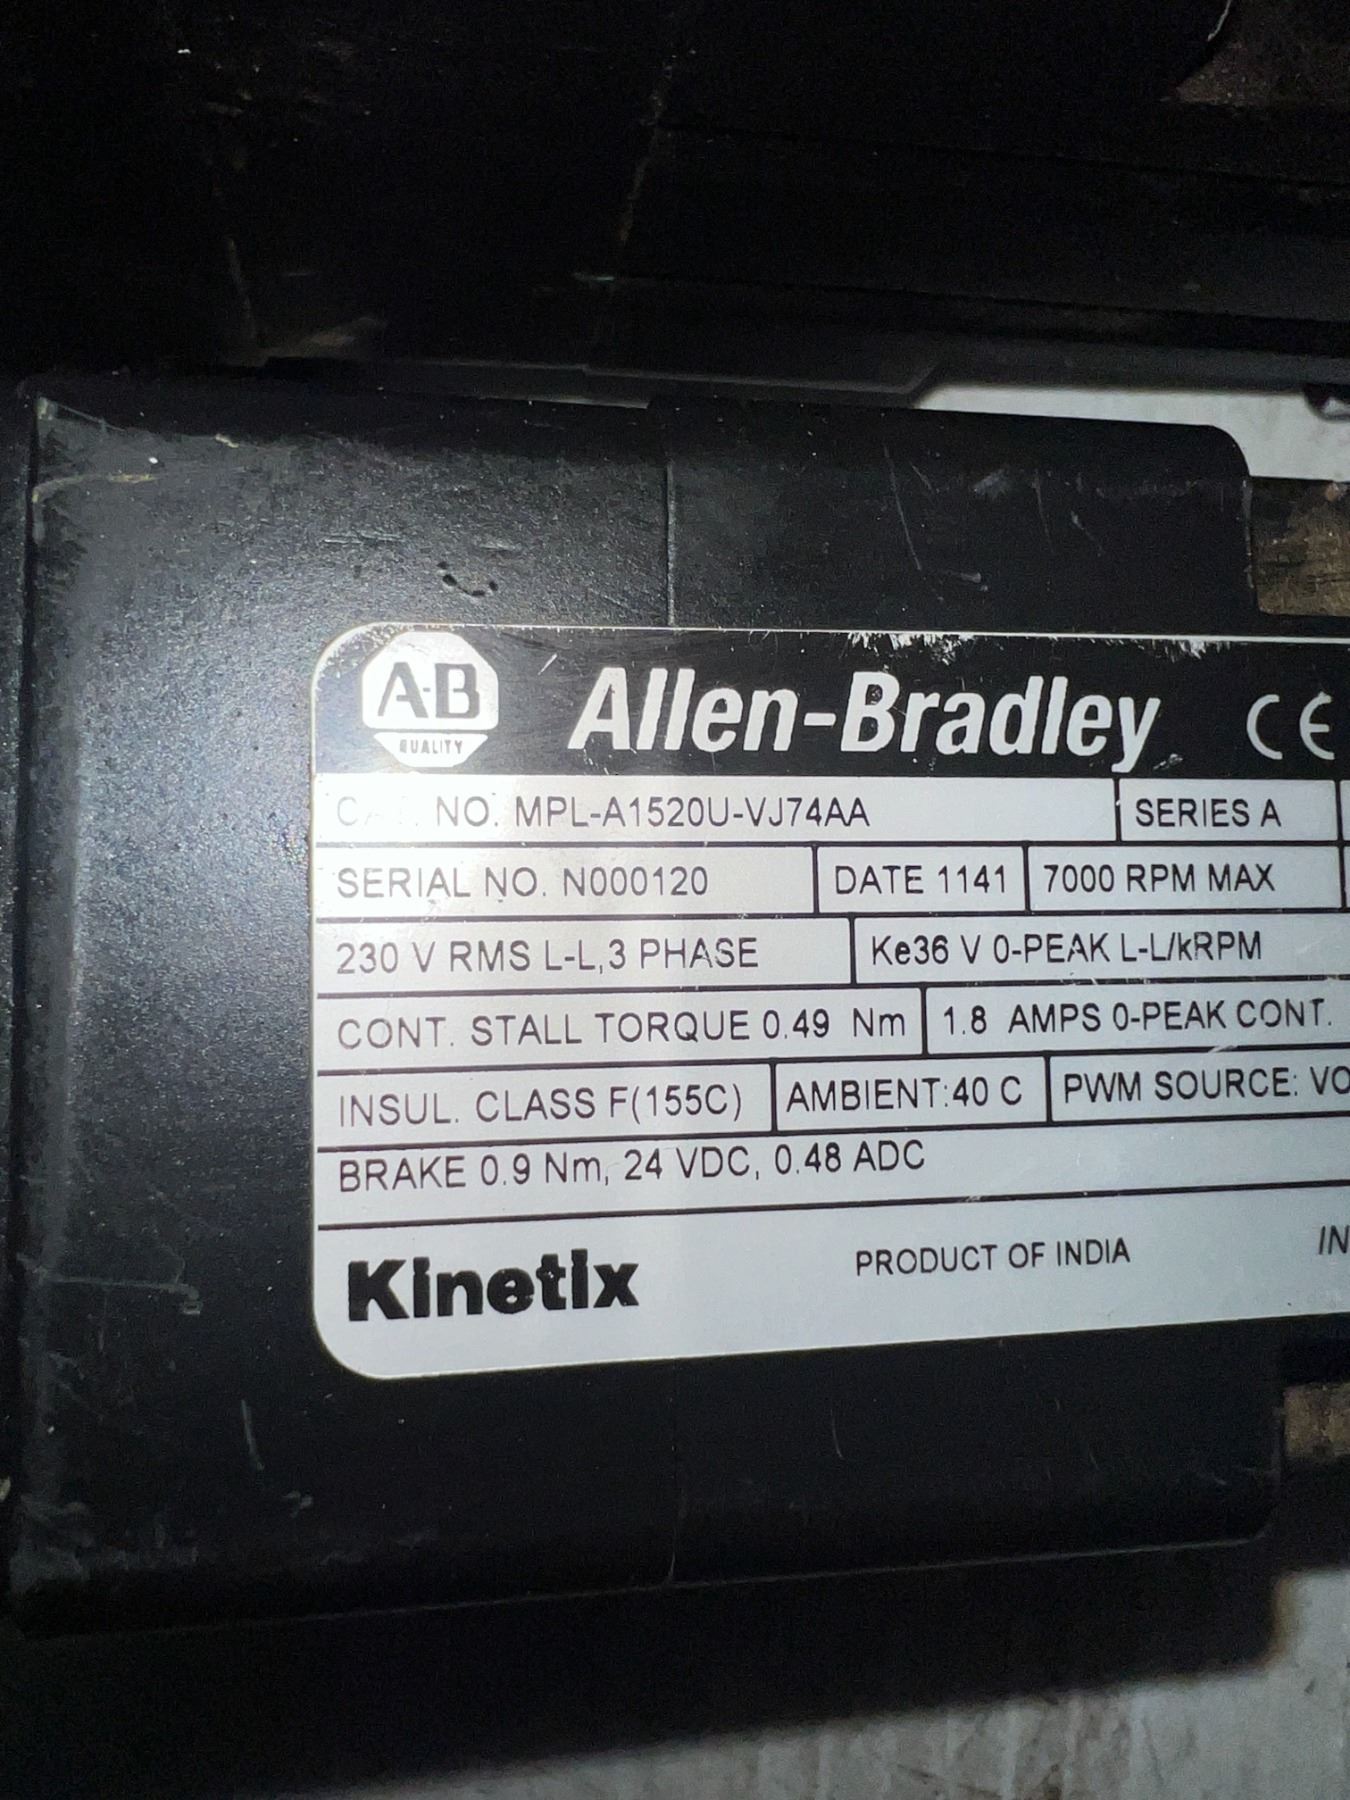 A-B
QUALITY
Allen-Bradley CE
CAT. NO. MPL-A1520U-VJ74AA SERIES A
SERIAL NO. N000120 DATE 1141 7000 RPM MAX
230 V RMS L-L,3 PHASE Ke36 V 0-PEAK L-L/kRPM
CONT. STALL TORQUE 0.49 Nm 1.8 AMPS 0-PEAK CONT.
INSUL. CLASS F(155C) AMBIENT:40 C PWM SOURCE:
BRAKE 0.9 Nm, 24 VDC, 0.48 ADC
Kinetix PRODUCT OF INDIA